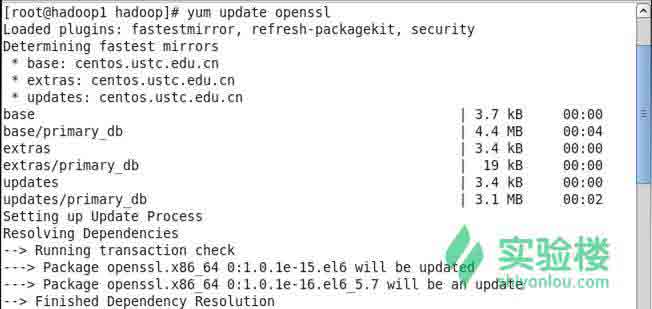 [root@hadoop1 hadoop]# yum update openssl
Loaded plugins: fastestmirror, refresh-packagekit, security
Determining fastest mirrors
 * base: centos.ustc.edu.cn
 * extras: centos.ustc.edu.cn
 * updates: centos.ustc.edu.cn
base | 3.7 kB 00:00
base/primary_db | 4.4 MB 00:04
extras | 3.4 kB 00:00
extras/primary_db | 19 kB 00:00
updates | 3.4 kB 00:00
updates/primary_db | 3.1 MB 00:02
Setting up Update Process
Resolving Dependencies
--> Running transaction check
---> Package openssl.x86_64 0:1.0.1e-15.el6 will be updated
---> Package openssl.x86_64 0:1.0.1e-16.el6_5.7 will be an update
--> Finished Dependency Resolution
实验楼
shiyanlou.com